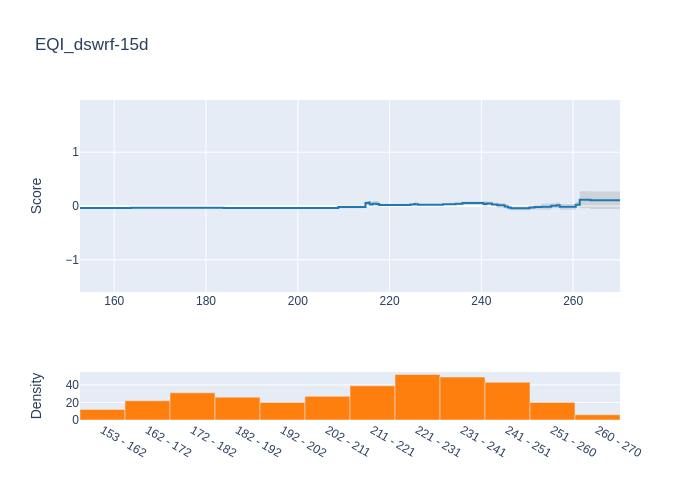 EQI_dswrf-15d
Score
1
0
−1
160 180 200 220 240 260
Density
40
20
0
153 - 162
162 - 172
172 - 182
182 - 192
192 - 202
202 - 211
211 - 221
221 - 231
231 - 241
241 - 251
251 - 260
260 - 270